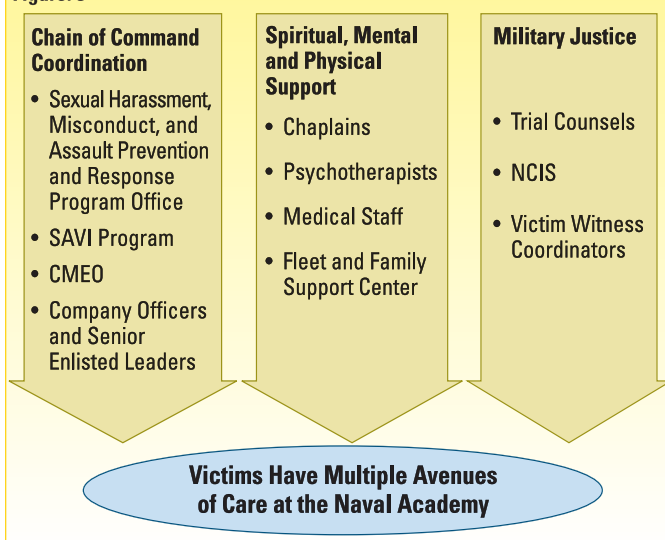 Chain of Command
Coordination
• Sexual Harassment,
Misconduct, and
Assault Prevention
and Response
Program Office
• SAVI Program
• CMEO
• Company Officers
and Senior
Enlisted Leaders
Spiritual, Mental
and Physical
Support
• Chaplains
• Psychotherapists
• Medical Staff
• Fleet and Family
Support Center
Military Justice
• Trial Counsels
• NCIS
• Victim Witness
Coordinators
Victims Have Multiple Avenues
of Care at the Naval Academy